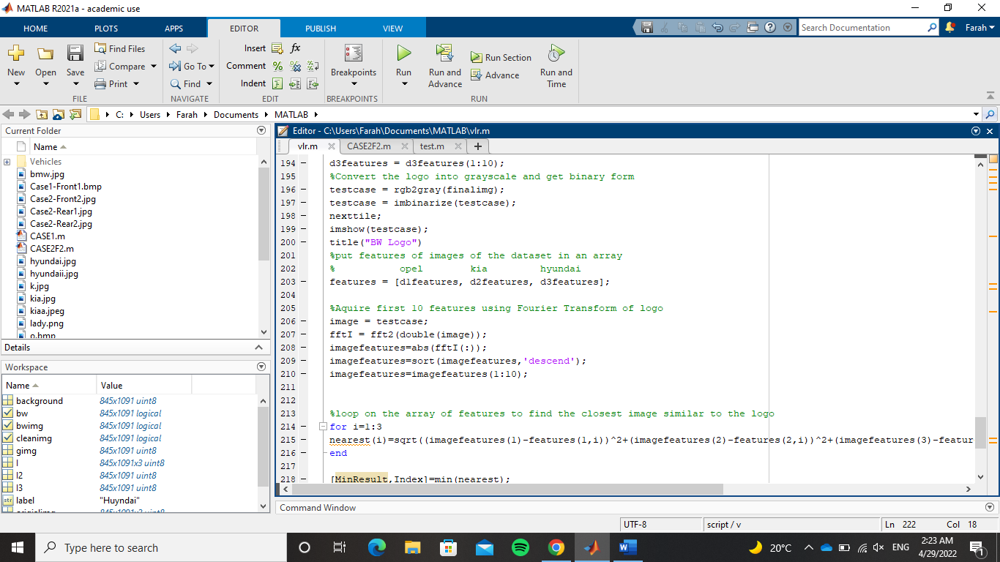 MATLAB R2021a - academic use
HOME PLOTS APPS EDITOR PUBLISH VIEW
Search Documentation
Farah
New
Open
Save
Find Files
Compare
Print
FILE
Go To
Find
NAVIGATE
Insert fx
Comment
Indent
EDIT
Breakpoints
BREAKPOINTS
Run
Run and Advance
Run Section
Advance
Run and Time
RUN
C: Users Farah Documents MATLAB
Current Folder
Name
Vehicles
bmw.jpg
Case1-Front1.bmp
Case2-Front2.jpg
Case2-Rear1.jpg
Case2-Rear2.jpg
CASE1.m
CASE2F2.m
hyundai.jpg
hyundaii.jpg
k.jpg
kia.jpg
kiaa.jpeg
lady.png
o.bmp
Details
Workspace
Name Value
background 845x1091 uint8
bw 845x1091 logical
bwimg 845x1091 logical
cleanimg 845x1091 logical
gimg 845x1091 uint8
I 845x1091x3 uint8
I2 845x1091 uint8
I3 845x1091 uint8
str label "Huyndai"
Editor - C:\Users\Farah\Documents\MATLAB\vlr.m
vlr.m CASE2F2.m test.m +
194 d3features = d3features(1:10);
195 %Convert the logo into grayscale and get binary form
196 testcase = rgb2gray(finalimg);
197 testcase = imbinarize(testcase);
198 nexttile;
199 imshow(testcase);
200 title("BW Logo")
201 %put features of images of the dataset in an array
202 % opel kia hyundai
203 features = [d1features, d2features, d3features];
204
205 %Aquire first 10 features using Fourier Transform of logo
206 image = testcase;
207 fftI = fft2(double(image));
208 imagefeatures=abs(fftI(:));
209 imagefeatures=sort(imagefeatures,'descend');
210 imagefeatures=imagefeatures(1:10);
211
212
213 %loop on the array of features to find the closest image similar to the logo
214 for i=1:3
215 nearest(i)=sqrt((imagefeatures(1)-features(1,i))^2+(imagefeatures(2)-features(2,i))^2+(imagefeatures(3)-featur
216 end
217
218 [MinResult,Index]=min(nearest);
Command Window
UTF-8 script / v Ln 222 Col 18
Type here to search
20°C ENG
2:23 AM
4/29/2022
1